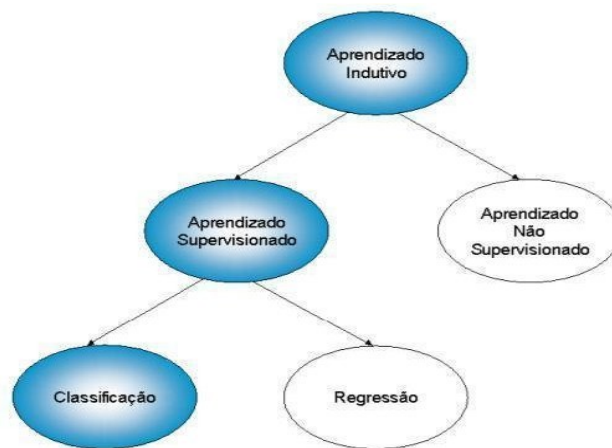 Aprendizado
Indutivo
Aprendizado
Supervisionado
Aprendizado
Não
Supervisionado
Classificação
Regressão